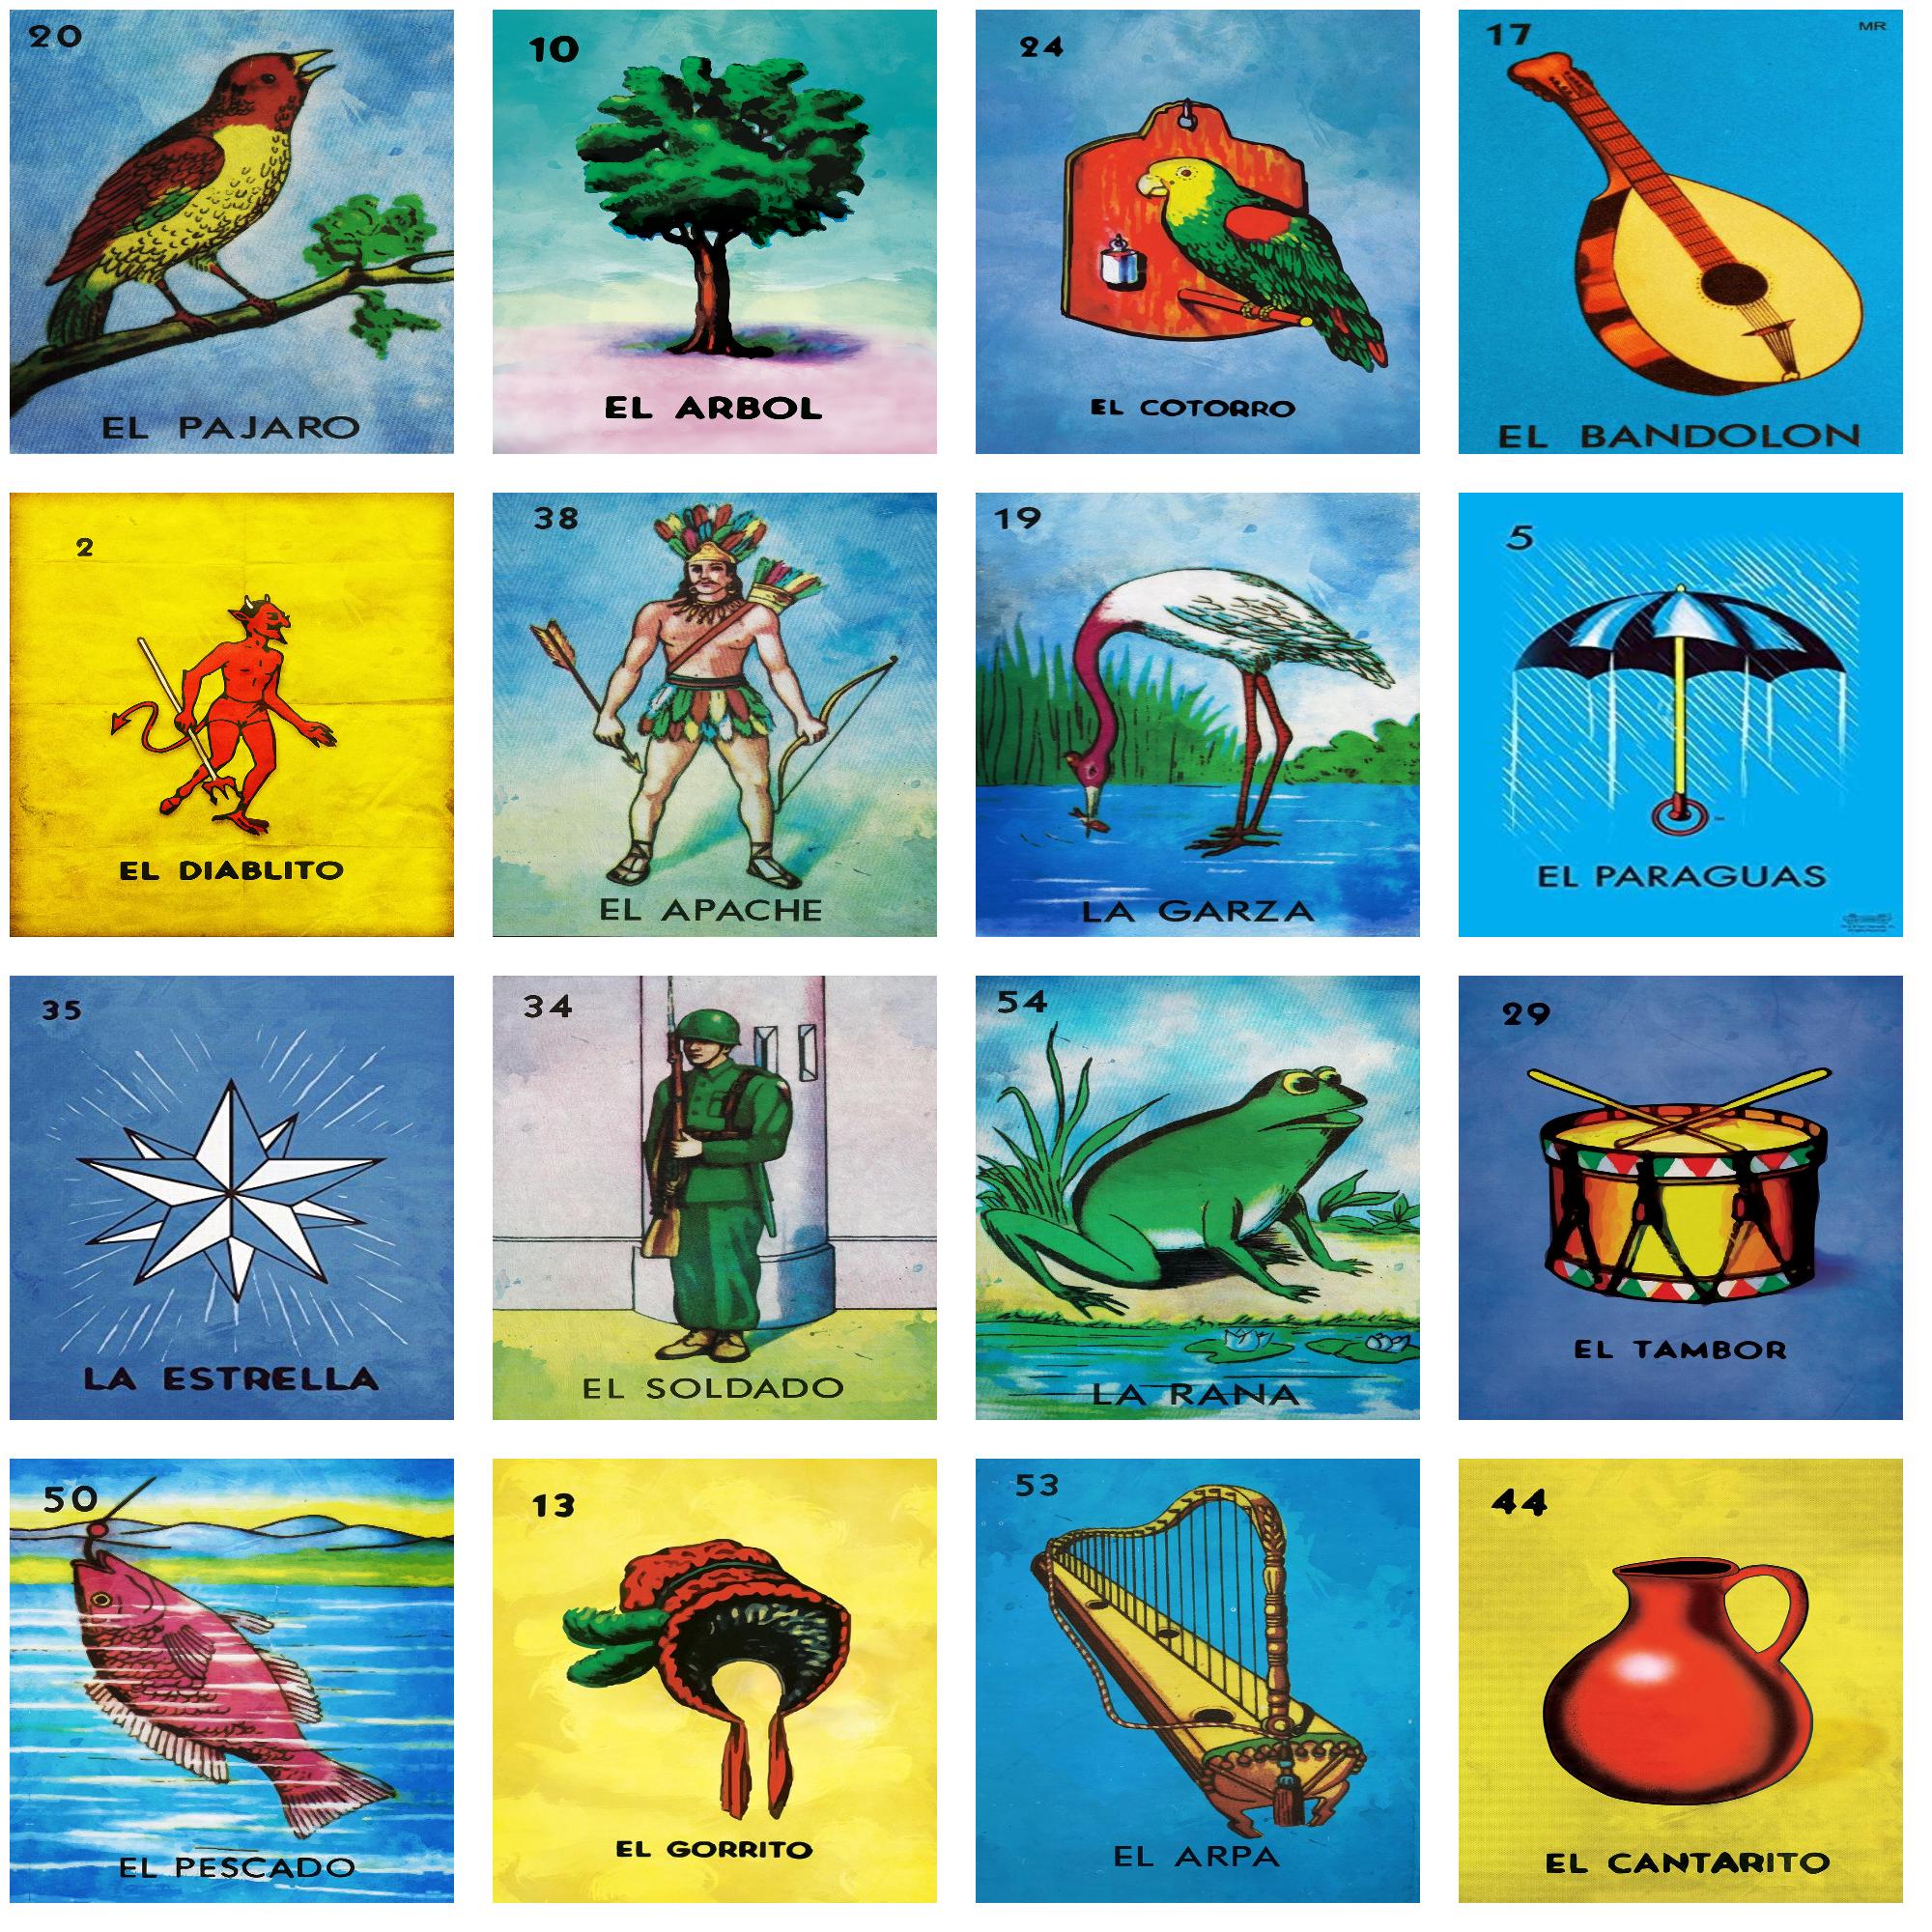 20
EL PAJARO
10
EL ARBOL
24
EL COTORRO
17
MR
EL BANDOLON
2
EL DIABLITO
38
EL APACHE
19
LA GARZA
5
EL PARAGUAS
35
LA ESTRELLA
34
EL SOLDADO
54
LA RANA
29
EL TAMBOR
50
EL PESCADO
13
EL GORRITO
53
EL ARPA
44
EL CANTARITO